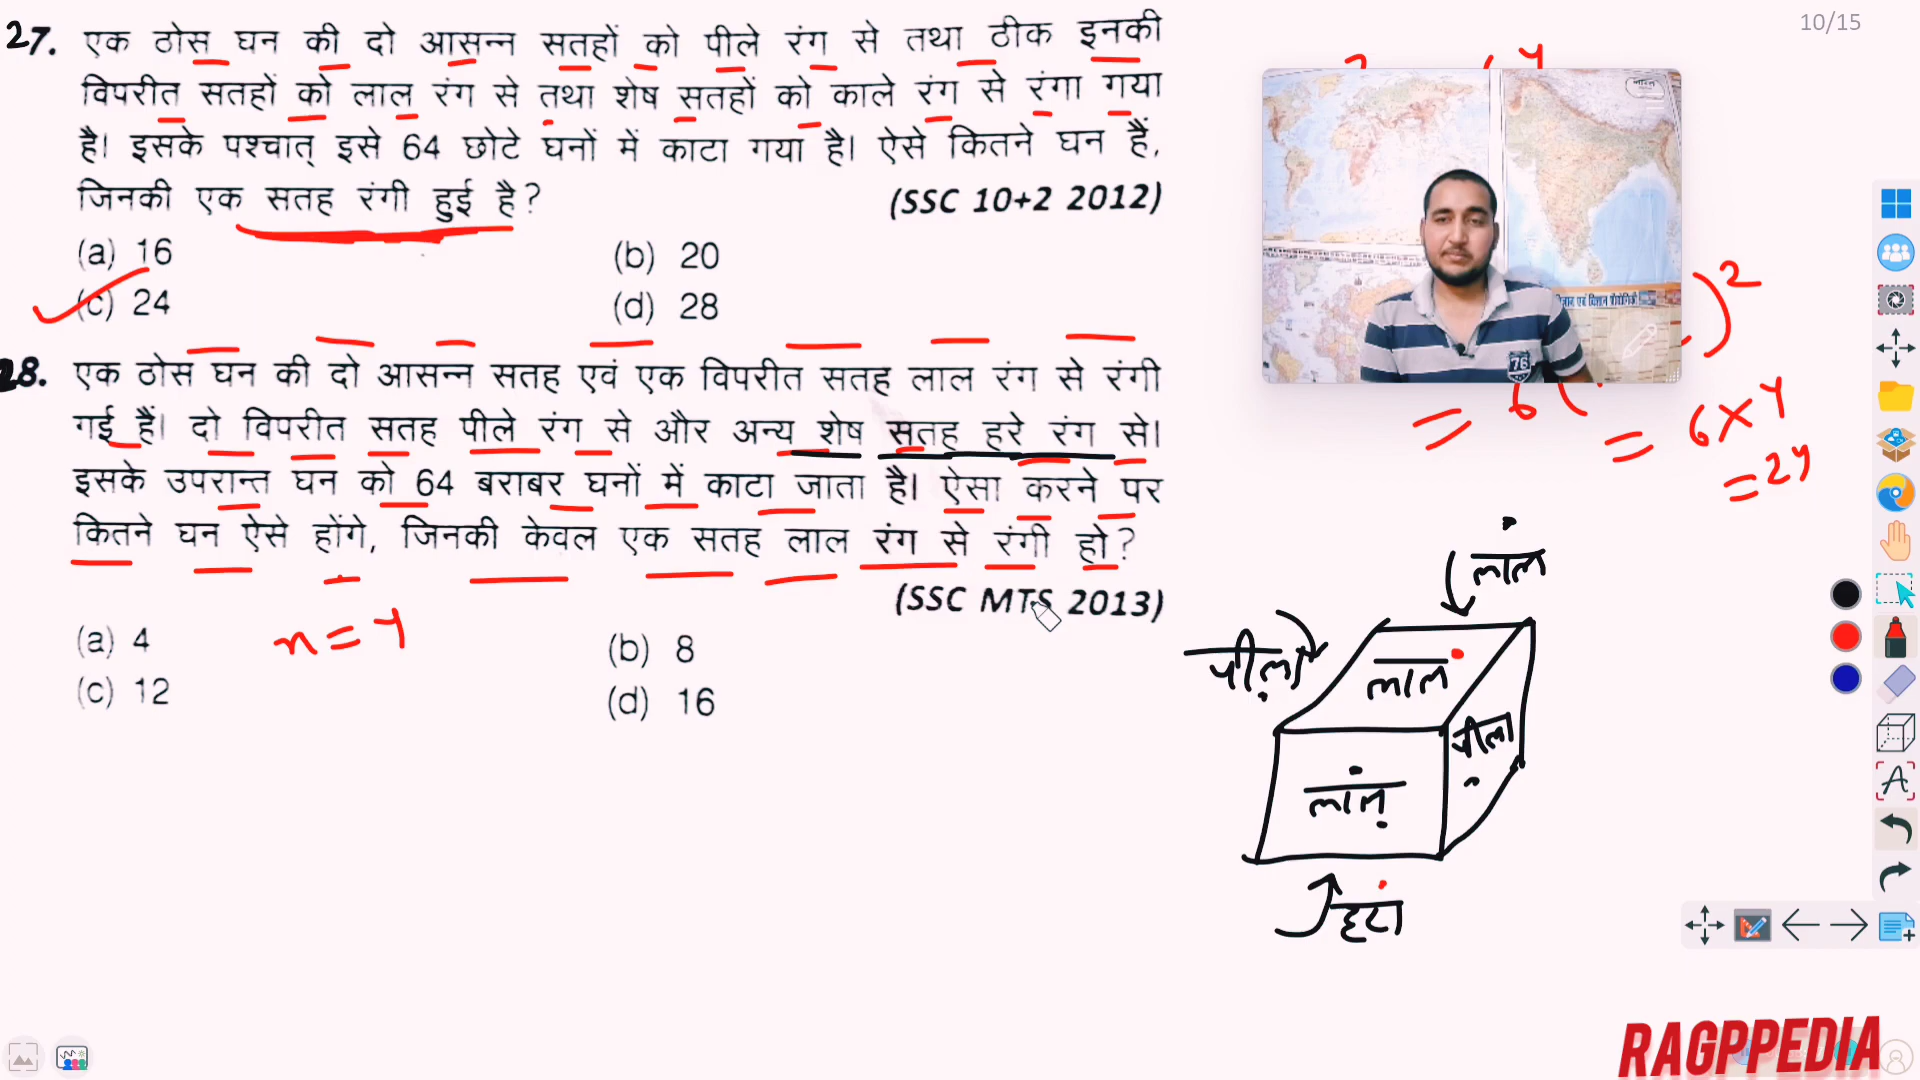 10/15
27. एक ठोस घन की दो आसन्न सतहों को पीले रंग से तथा ठीक इनकी
विपरीत सतहों को लाल रंग से तथा शेष सतहों को काले रंग से रंगा गया
है। इसके पश्चात् इसे 64 छोटे घनों में काटा गया है। ऐसे कितने घन हैं,
जिनकी एक सतह रंगी हुई है?
(SSC 10+2 2012)
(a) 16
(b) 20
(c) 24
(d) 28
28. एक ठोस घन की दो आसन्न सतह एवं एक विपरीत सतह लाल रंग से रंगी
गई हैं। दो विपरीत सतह पीले रंग से और अन्य शेष सतह हरे रंग से।
इसके उपरान्त घन को 64 बराबर घनों में काटा जाता है। ऐसा करने पर
कितने घन ऐसे होंगे, जिनकी केवल एक सतह लाल रंग से रंगी हो?
(SSC MTS 2013)
(a) 4
(b) 8
(c) 12
(d) 16
n = 4
)2
= 6(
= 6×4
= 24
लाल
पीला
लाल
पीला
लाल
हरा
76
RAGPPEDIA